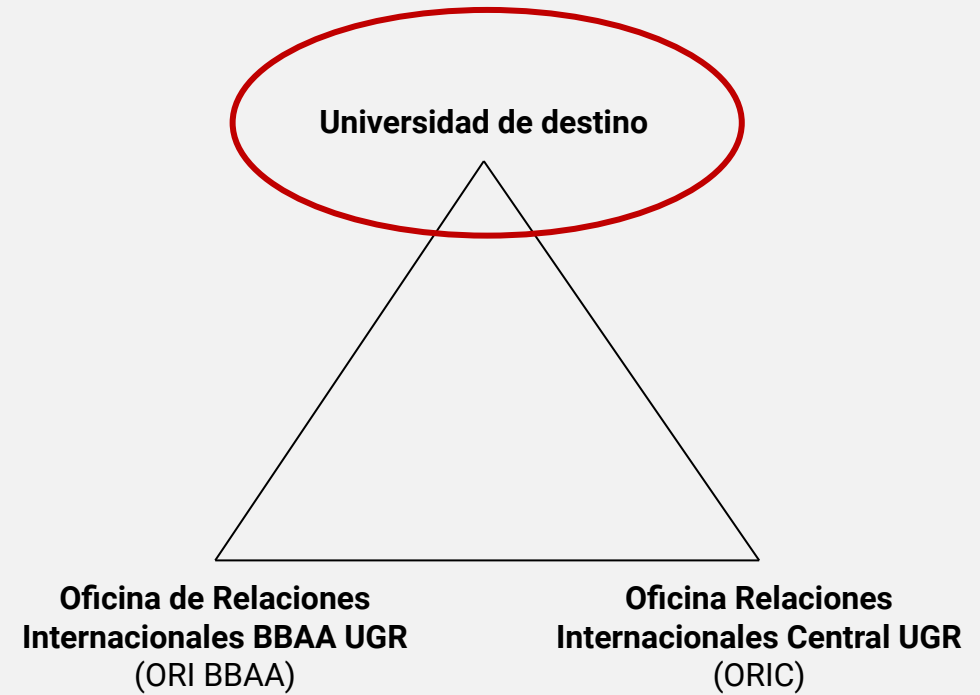 Universidad de destino
Oficina de Relaciones
Internacionales BBAA UGR
(ORI BBAA)
Oficina Relaciones
Internacionales Central UGR
(ORIC)